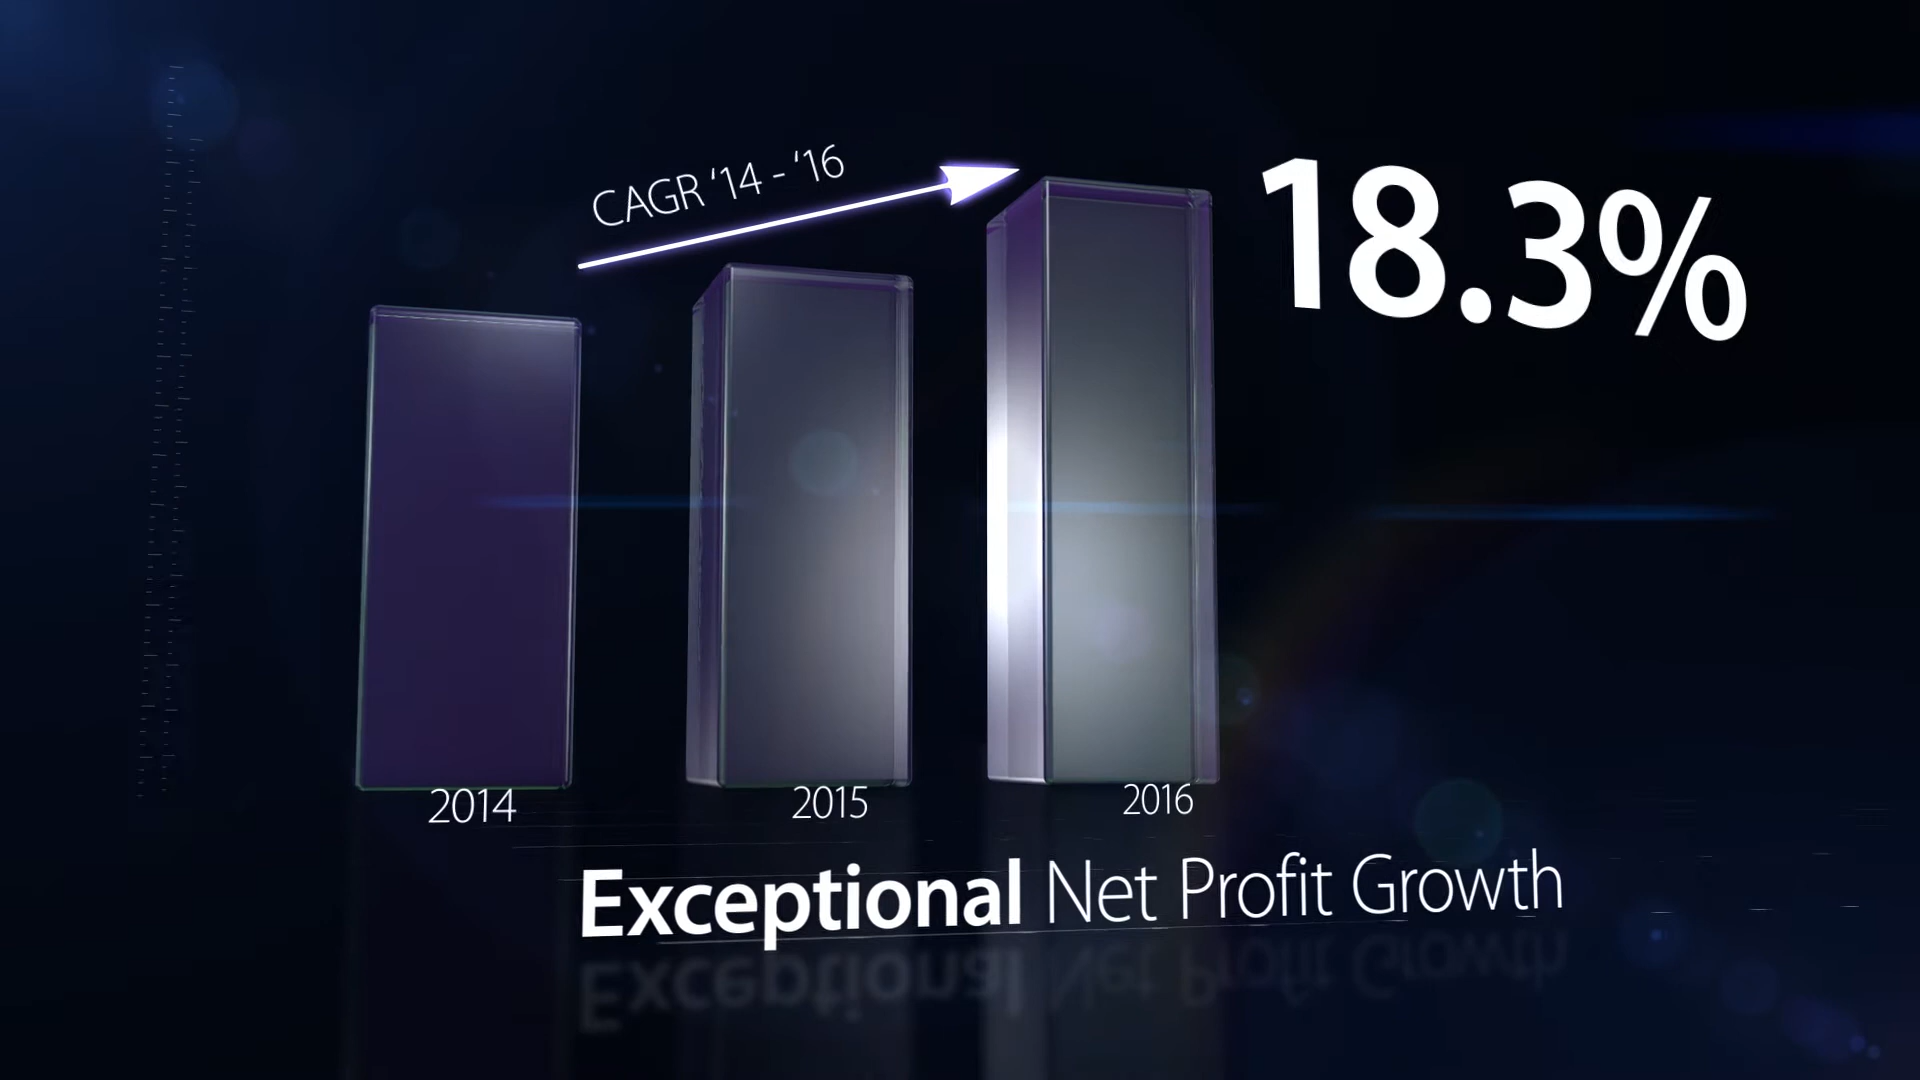 CAGR ‘14 - ‘16
18.3%
2014
2015
2016
Exceptional Net Profit Growth